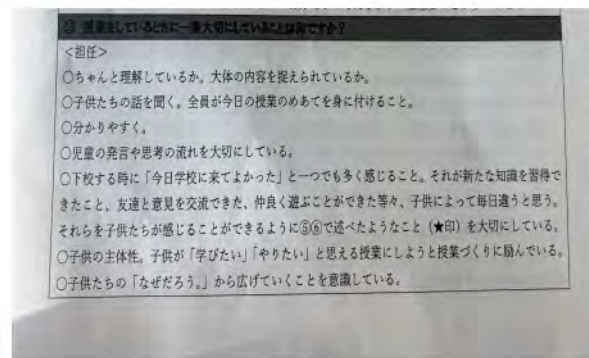 授業をしているときに一番大切にしていることは何ですか？
＜担任＞
○ちゃんと理解しているか。大体の内容を捉えられているか。
○子供たちの話を聞く。全員が今日の授業のめあてを身に付けること。
○分かりやすく。
○児童の発言や思考の流れを大切にしている。
○下校する時に「今日学校に来てよかった」と一つでも多く感じること。それが新たな知識を習得で
きたこと、友達と意見を交流できた、仲良く遊ぶことができた等々、子供によって毎日違うと思う。
それらを子供たちが感じることができるように⑤⑥で述べたようなこと（★印）を大切にしている。
○子供の主体性。子供が「学びたい」「やりたい」と思える授業にしようと授業づくりに励んでいる。
○子供たちの「なぜだろう。」から広げていくことを意識している。